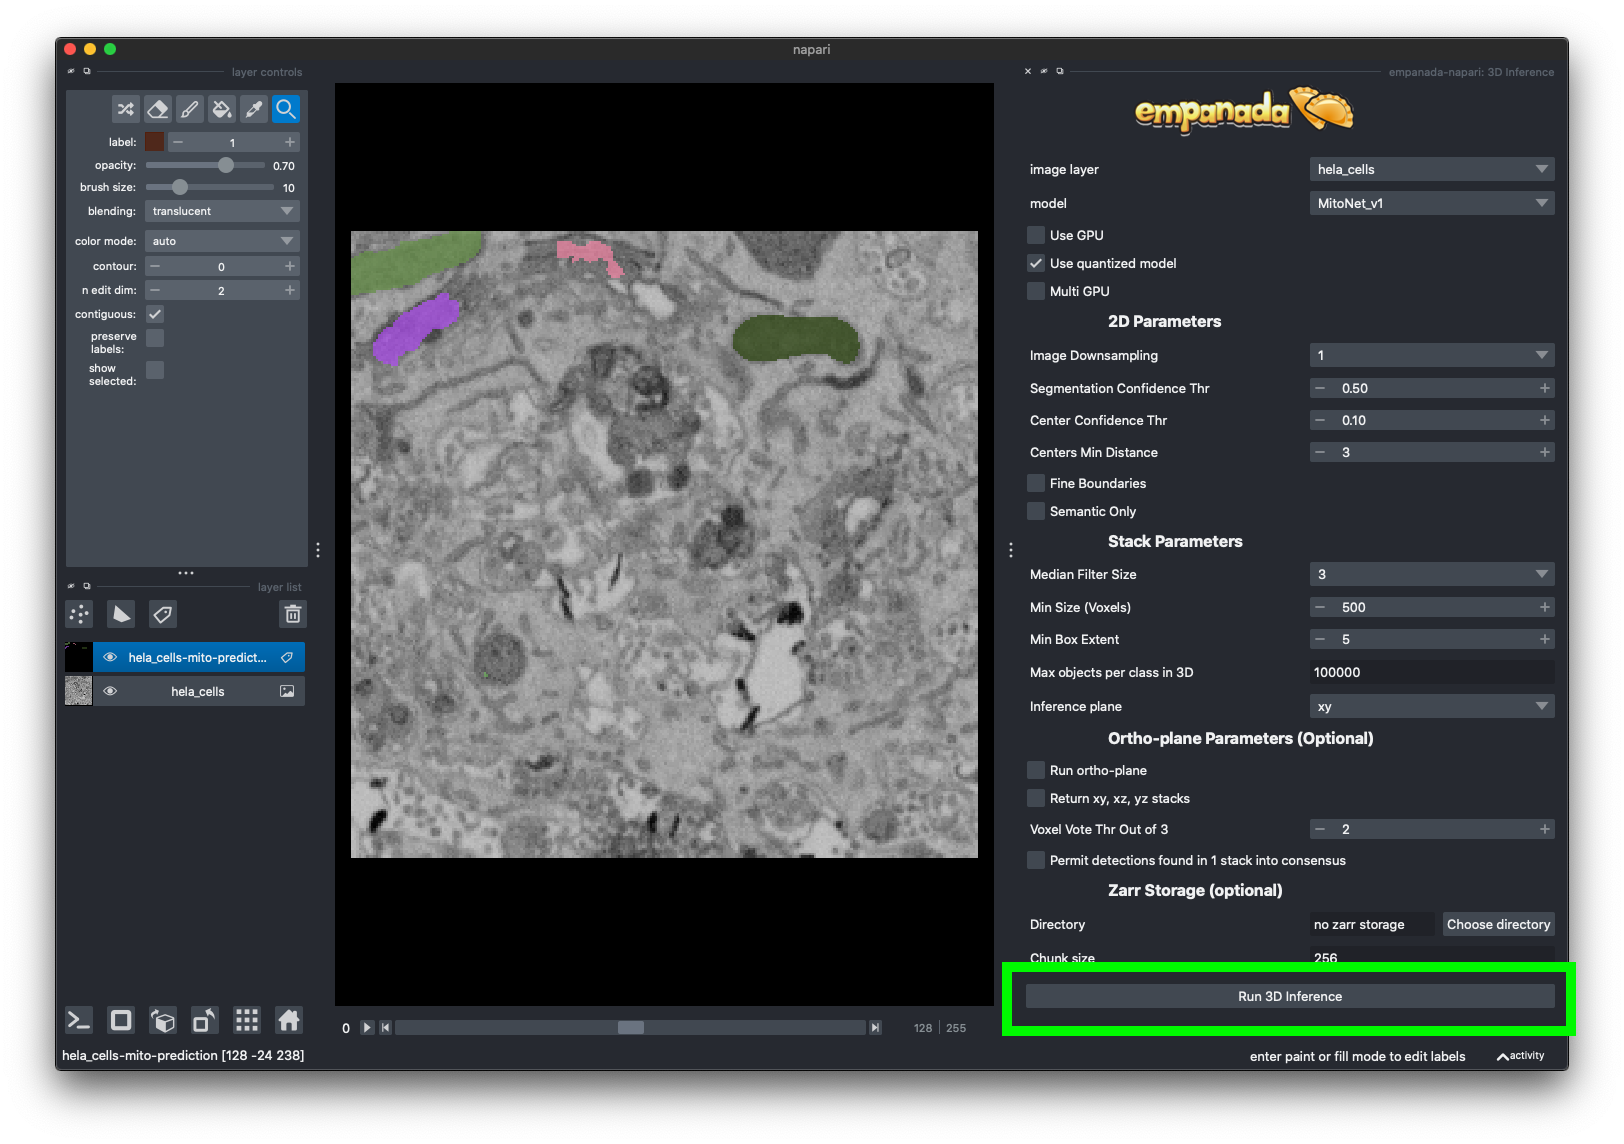 napari
layer controls
label:
1
opacity:
0.70
brush size:
10
blending:
translucent
color mode:
auto
contour:
0
n edit dim:
2
contiguous:
preserve
labels:
show
selected:
layer list
hela_cells-mito-predict...
hela_cells
0
128 | 255
hela_cells-mito-prediction [128 -24 238]
empanada-napari: 3D Inference
empanada
image layer
hela_cells
model
MitoNet_v1
Use GPU
Use quantized model
Multi GPU
2D Parameters
Image Downsampling
1
Segmentation Confidence Thr
0.50
Center Confidence Thr
0.10
Centers Min Distance
3
Fine Boundaries
Semantic Only
Stack Parameters
Median Filter Size
3
Min Size (Voxels)
500
Min Box Extent
5
Max objects per class in 3D
100000
Inference plane
xy
Ortho-plane Parameters (Optional)
Run ortho-plane
Return xy, xz, yz stacks
Voxel Vote Thr Out of 3
2
Permit detections found in 1 stack into consensus
Zarr Storage (optional)
Directory
no zarr storage
Choose directory
Chunk size
256
Run 3D Inference
enter paint or fill mode to edit labels
activity